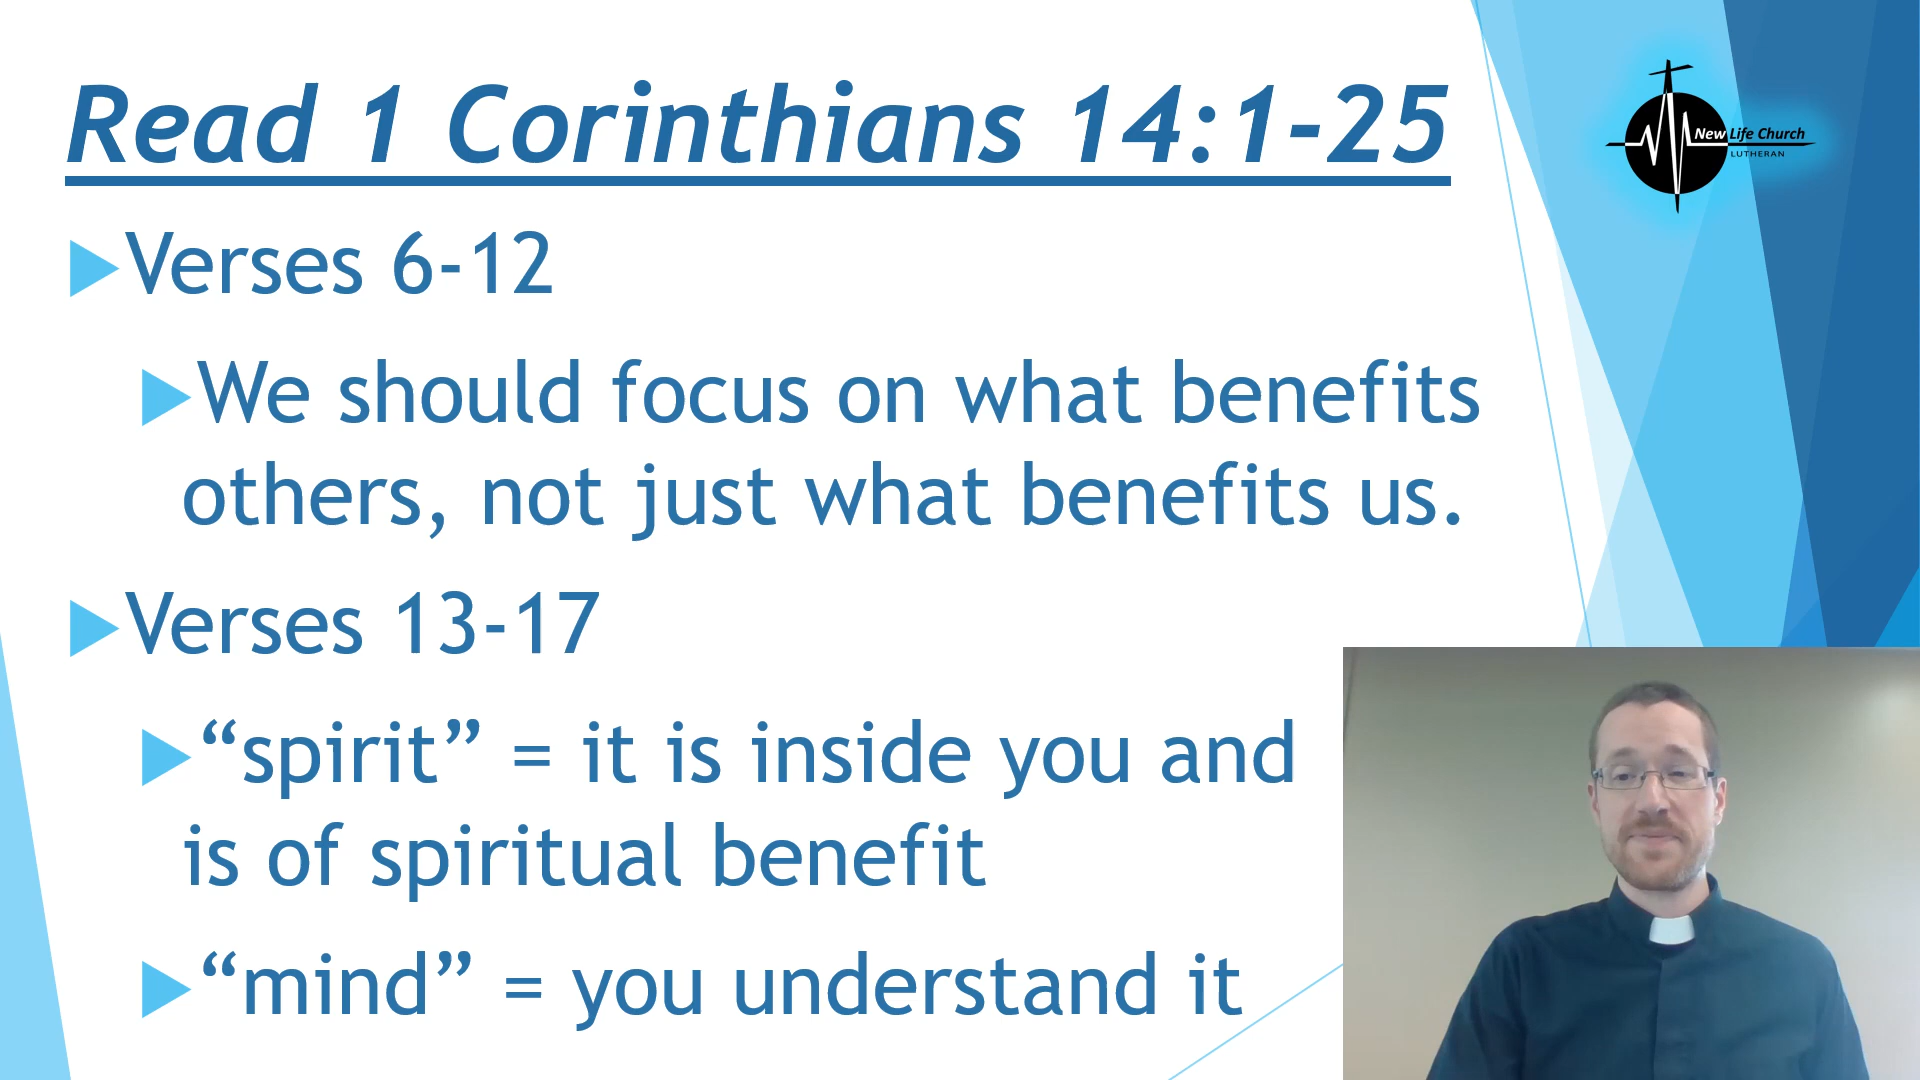 Read 1 Corinthians 14:1-25
New Life Church
LUTHERAN
Verses 6-12
We should focus on what benefits
others, not just what benefits us.
Verses 13-17
“spirit” = it is inside you and
is of spiritual benefit
“mind” = you understand it